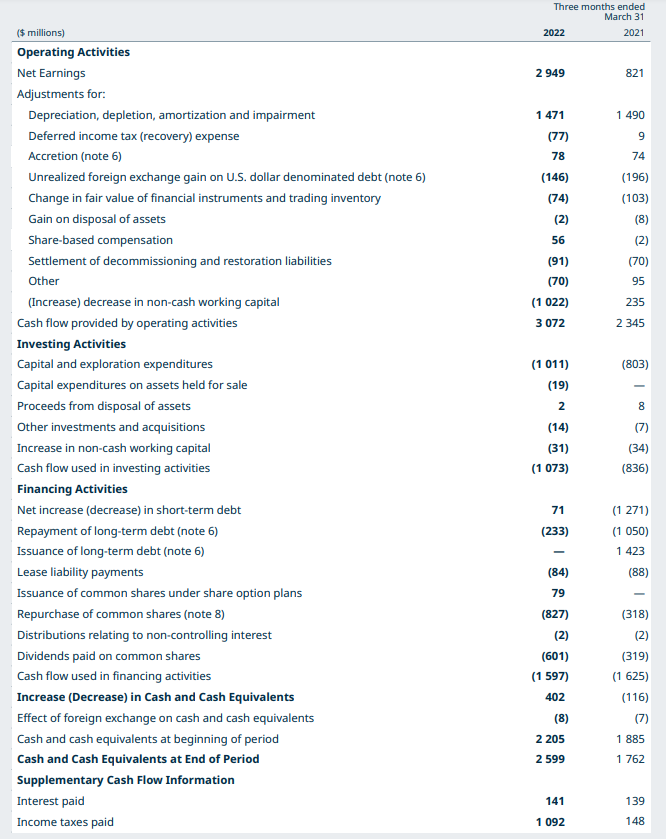 Three months ended
March 31
($ millions) 2022 2021
Operating Activities
Net Earnings 2 949 821
Adjustments for:
Depreciation, depletion, amortization and impairment 1 471 1 490
Deferred income tax (recovery) expense (77) 9
Accretion (note 6) 78 74
Unrealized foreign exchange gain on U.S. dollar denominated debt (note 6) (146) (196)
Change in fair value of financial instruments and trading inventory (74) (103)
Gain on disposal of assets (2) (8)
Share-based compensation 56 (2)
Settlement of decommissioning and restoration liabilities (91) (70)
Other (70) 95
(Increase) decrease in non-cash working capital (1 022) 235
Cash flow provided by operating activities 3 072 2 345
Investing Activities
Capital and exploration expenditures (1 011) (803)
Capital expenditures on assets held for sale (19) —
Proceeds from disposal of assets 2 8
Other investments and acquisitions (14) (7)
Increase in non-cash working capital (31) (34)
Cash flow used in investing activities (1 073) (836)
Financing Activities
Net increase (decrease) in short-term debt 71 (1 271)
Repayment of long-term debt (note 6) (233) (1 050)
Issuance of long-term debt (note 6) — 1 423
Lease liability payments (84) (88)
Issuance of common shares under share option plans 79 —
Repurchase of common shares (note 8) (827) (318)
Distributions relating to non-controlling interest (2) (2)
Dividends paid on common shares (601) (319)
Cash flow used in financing activities (1 597) (1 625)
Increase (Decrease) in Cash and Cash Equivalents 402 (116)
Effect of foreign exchange on cash and cash equivalents (8) (7)
Cash and cash equivalents at beginning of period 2 205 1 885
Cash and Cash Equivalents at End of Period 2 599 1 762
Supplementary Cash Flow Information
Interest paid 141 139
Income taxes paid 1 092 148